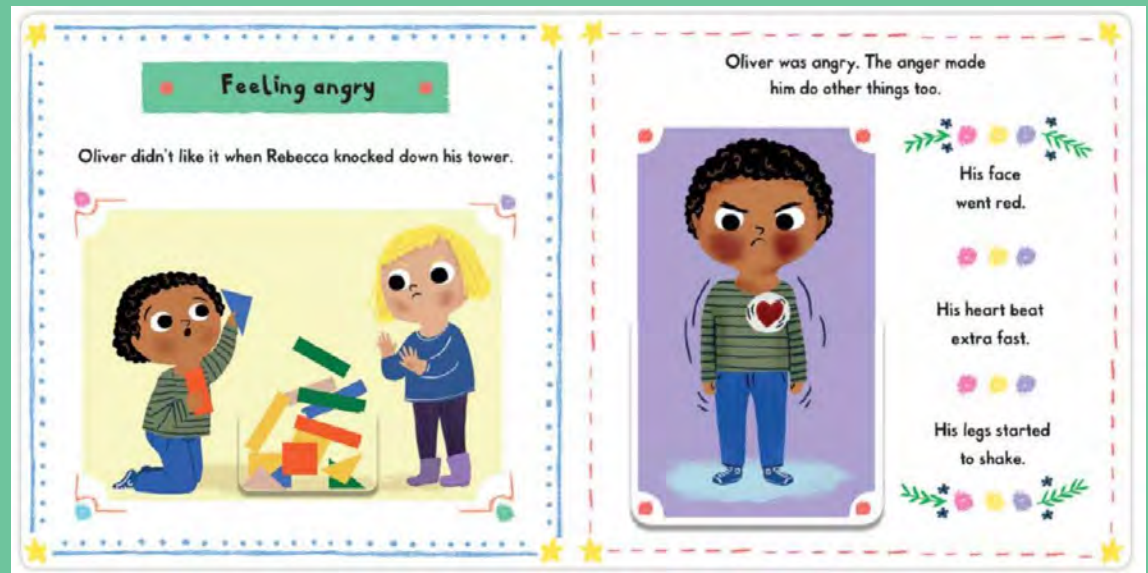 Feeling angry
Oliver didn't like it when Rebecca knocked down his tower.
Oliver was angry. The anger made
him do other things too.
His face
went red.
His heart beat
extra fast.
His legs started
to shake.